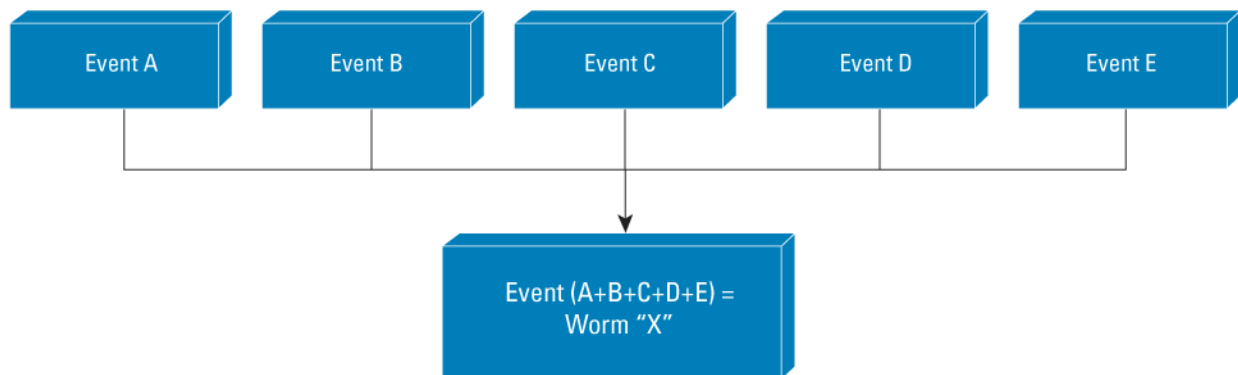 Event A
Event B
Event C
Event D
Event E
Event (A+B+C+D+E) =
Worm “X”